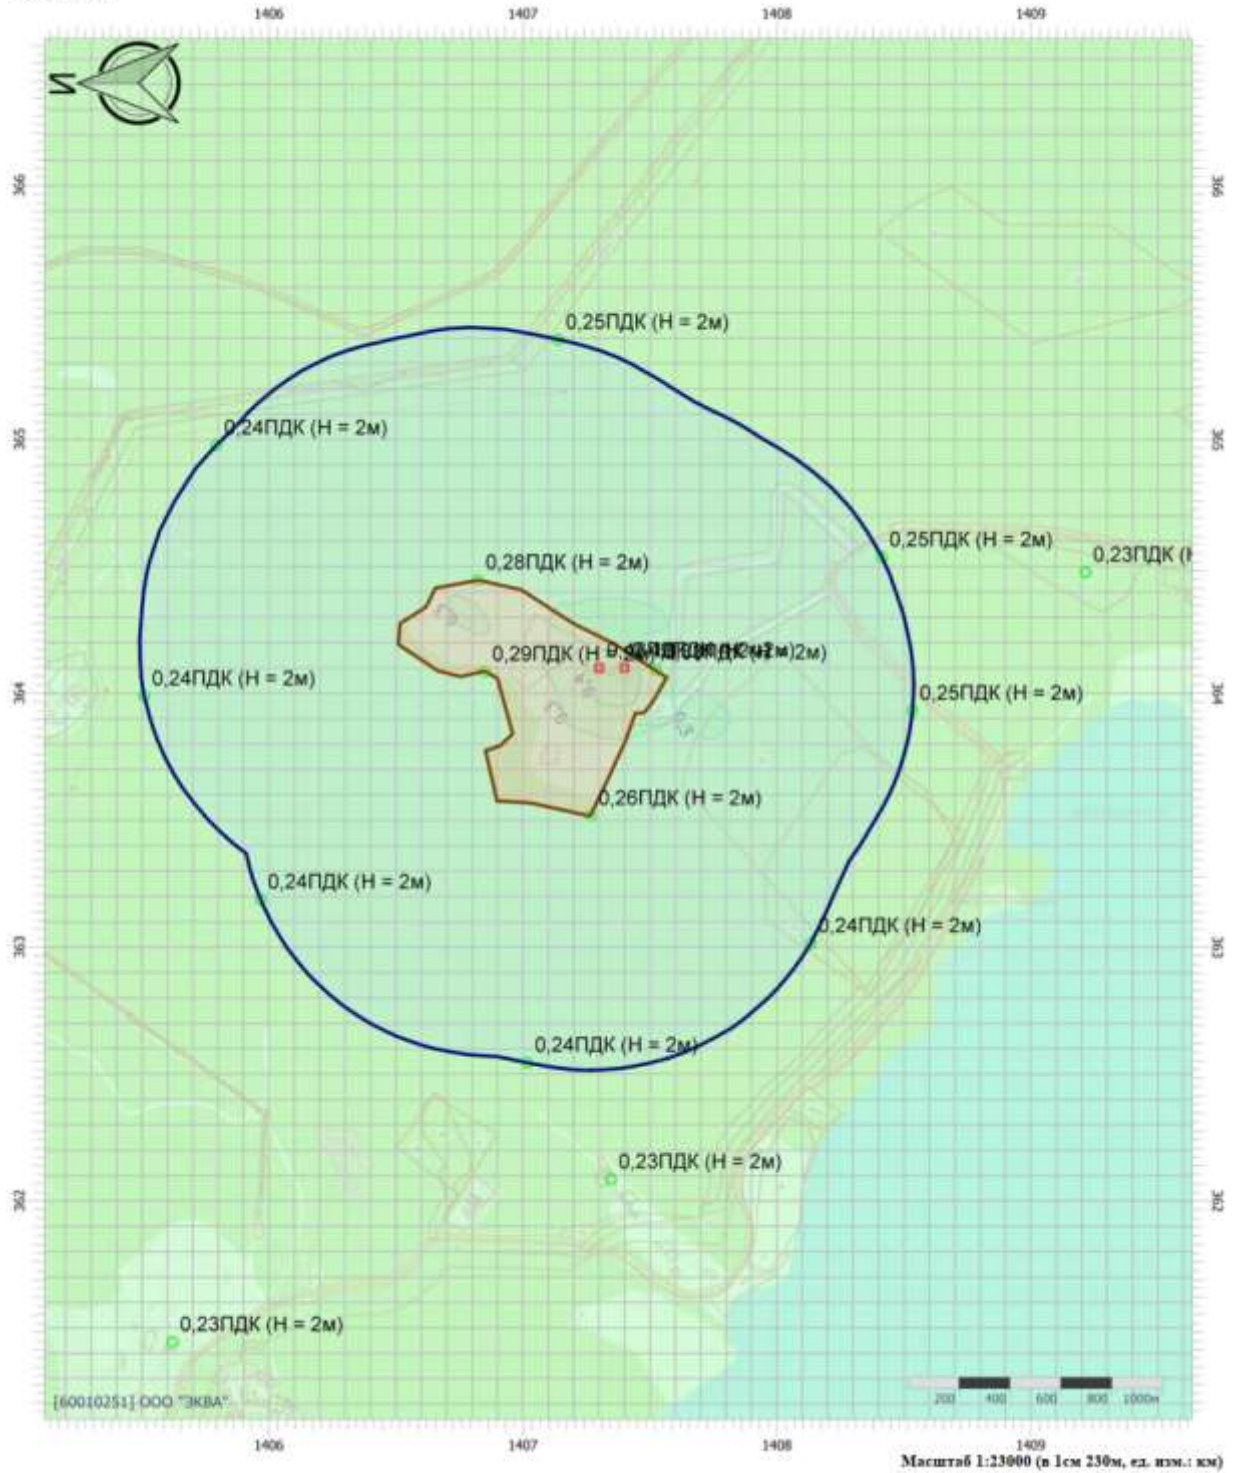 1406 1407 1408 1409
И
366 366
0,25ПДК (Н = 2м)
0,24ПДК (Н = 2м)
365 365
0,25ПДК (Н = 2м)
0,23ПДК (
0,28ПДК (Н = 2м)
0,29ПДК (Н
0,24ПДК (Н = 2м)
364 364
0,25ПДК (Н = 2м)
0,26ПДК (Н = 2м)
0,24ПДК (Н = 2м)
0,24ПДК (Н = 2м)
363 363
0,24ПДК (Н = 2м)
0,23ПДК (Н = 2м)
362 362
0,23ПДК (Н = 2м)
[60010251] ООО "ЭКВА"
200 400 600 800 1000м
1406 1407 1408 1409
Масштаб 1:23000 (в 1см 230м, ед. изм.: км)